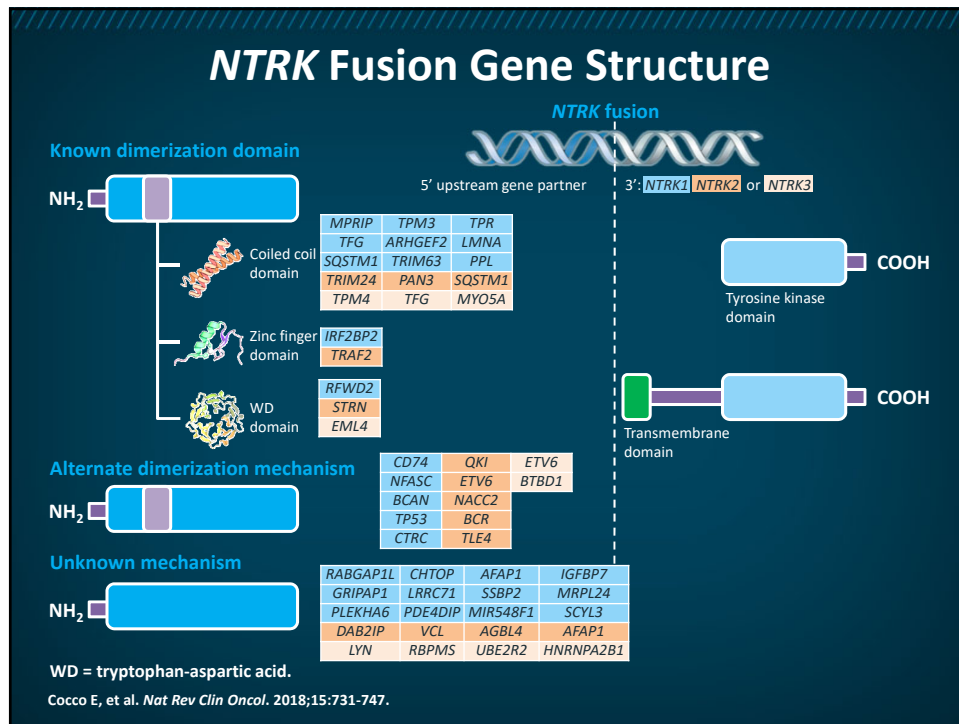 NTRK Fusion Gene Structure
NTRK fusion
Known dimerization domain
5’ upstream gene partner
3’: NTRK1 NTRK2 or NTRK3
NH2
Coiled coil
domain
MPRIP TPM3 TPR
TFG ARHGEF2 LMNA
SQSTM1 TRIM63 PPL
TRIM24 PAN3 SQSTM1
TPM4 TFG MYO5A
COOH
Tyrosine kinase
domain
Zinc finger
domain
IRF2BP2
TRAF2
WD
domain
RFWD2
STRN
EML4
COOH
Transmembrane
domain
Alternate dimerization mechanism
NH2
CD74 QKI ETV6
NFASC ETV6 BTBD1
BCAN NACC2
TP53 BCR
CTRC TLE4
Unknown mechanism
NH2
RABGAP1L CHTOP AFAP1 IGFBP7
GRIPAP1 LRRC71 SSBP2 MRPL24
PLEKHA6 PDE4DIP MIR548F1 SCYL3
DAB2IP VCL AGBL4 AFAP1
LYN RBPMS UBE2R2 HNRNPA2B1
WD = tryptophan-aspartic acid.
Cocco E, et al. Nat Rev Clin Oncol. 2018;15:731-747.